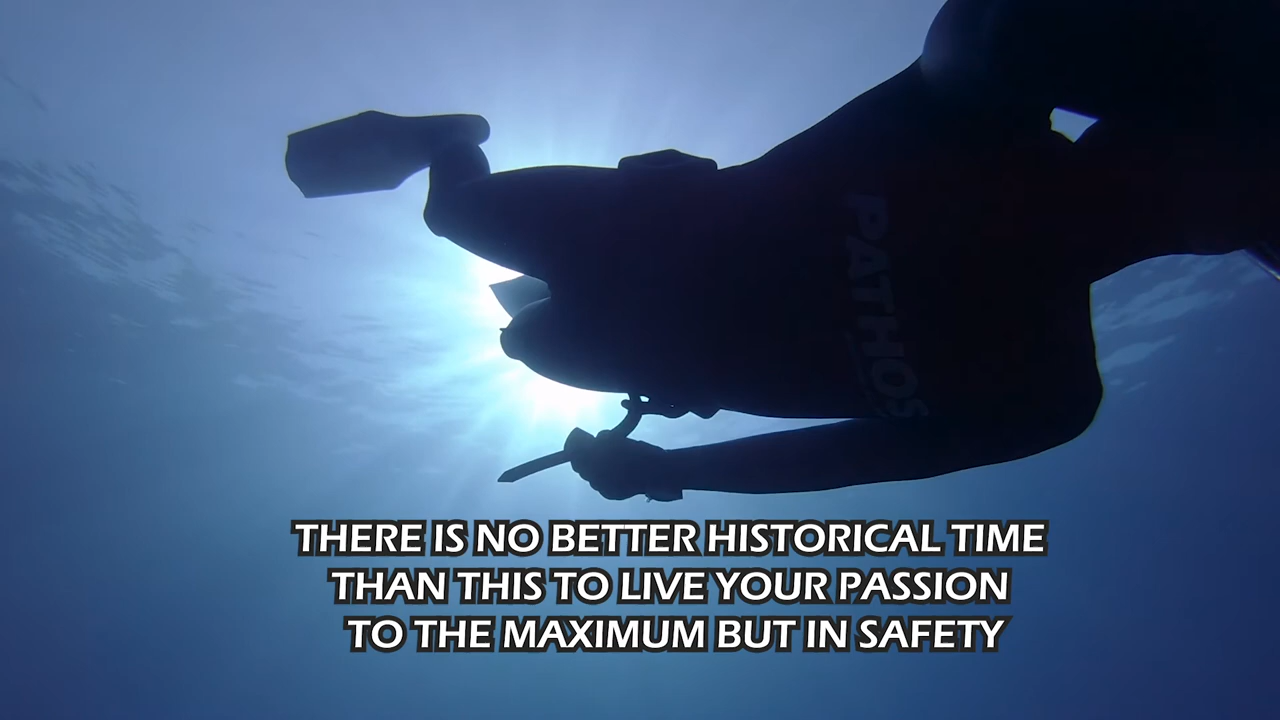 PATHOS
THERE IS NO BETTER HISTORICAL TIME
THAN THIS TO LIVE YOUR PASSION
TO THE MAXIMUM BUT IN SAFETY